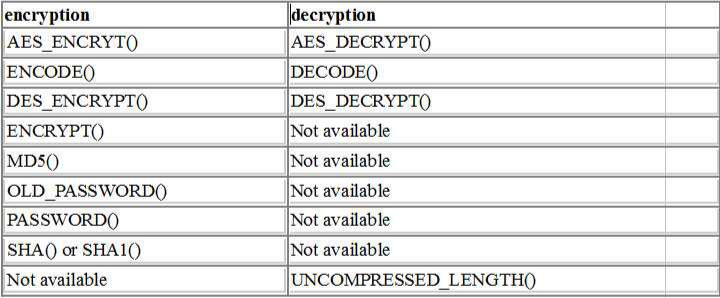 encryption decryption
AES_ENCRYT() AES_DECRYPT()
ENCODE() DECODE()
DES_ENCRYPT() DES_DECRYPT()
ENCRYPT() Not available
MD5() Not available
OLD_PASSWORD() Not available
PASSWORD() Not available
SHA() or SHA1() Not available
Not available UNCOMPRESSED_LENGTH()